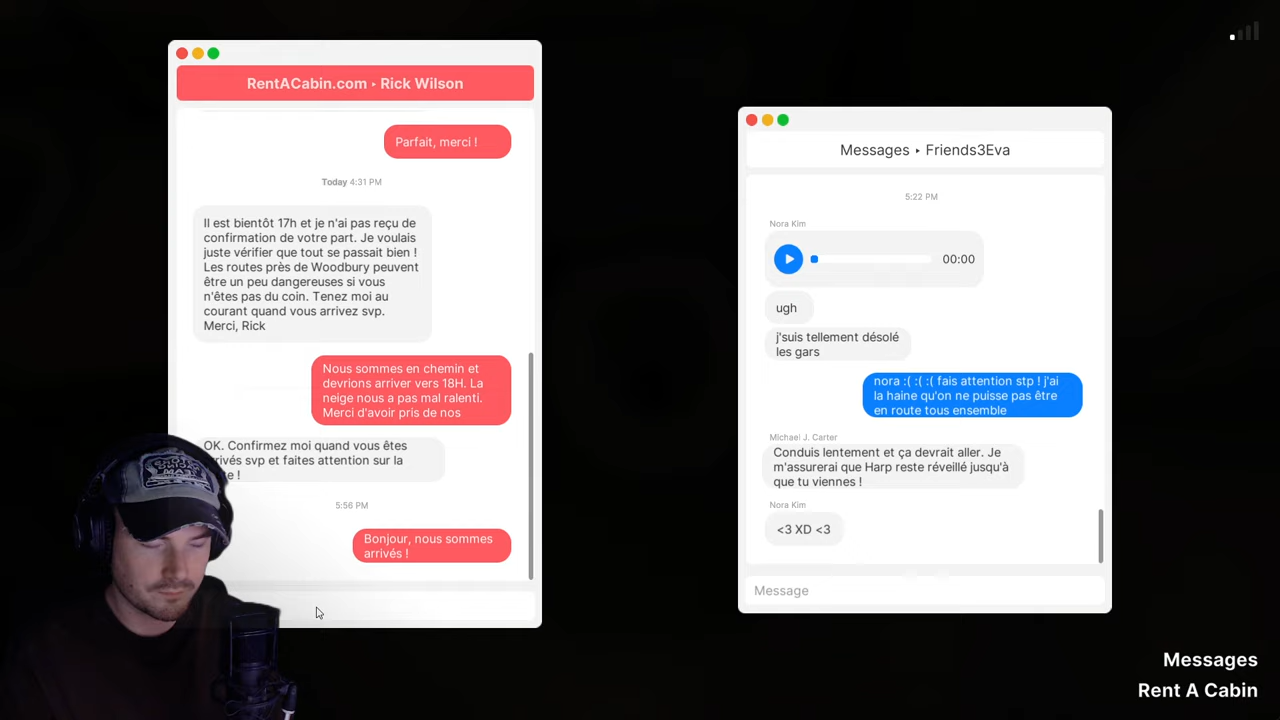 RentACabin.com ▸ Rick Wilson
Parfait, merci !
Today 4:31 PM
Il est bientôt 17h et je n'ai pas reçu de
confirmation de votre part. Je voulais
juste vérifier que tout se passait bien !
Les routes près de Woodbury peuvent
être un peu dangereuses si vous
n'êtes pas du coin. Tenez moi au
courant quand vous arrivez svp.
Merci, Rick
Nous sommes en chemin et
devrions arriver vers 18H. La
neige nous a pas mal ralenti.
Merci d'avoir pris de nos
OK. Confirmez moi quand vous êtes
svp et faites attention sur la
!
5:56 PM
Bonjour, nous sommes
arrivés !
Messages ▸ Friends3Eva
5:22 PM
Nora Kim
00:00
ugh
j'suis tellement désolé
les gars
nora :( :( :( fais attention stp ! j'ai
la haine qu'on ne puisse pas être
en route tous ensemble
Michael J. Carter
Conduis lentement et ça devrait aller. Je
m'assurerai que Harp reste réveillé jusqu'à
que tu viennes !
Nora Kim
<3 XD <3
Message
Messages
Rent A Cabin